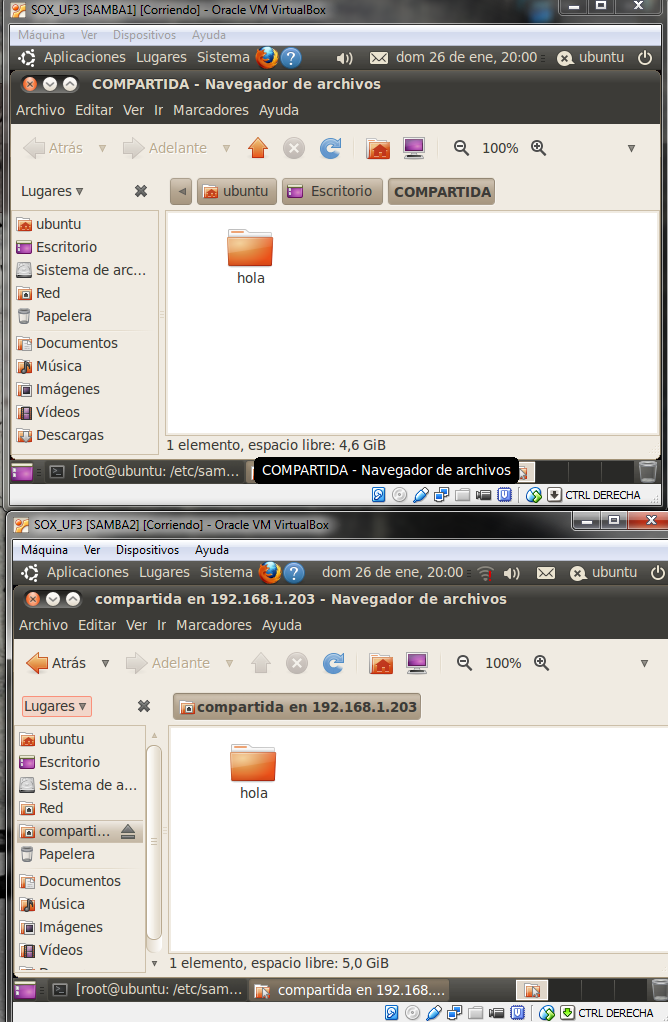 SOX_UF3 [SAMBA1] [Corriendo] - Oracle VM VirtualBox
Máquina Ver Dispositivos Ayuda
Aplicaciones Lugares Sistema ? dom 26 de ene, 20:00 ubuntu
COMPARTIDA - Navegador de archivos
Archivo Editar Ver Ir Marcadores Ayuda
Atrás Adelante 100%
Lugares ubuntu Escritorio COMPARTIDA
ubuntu
Escritorio
Sistema de arc...
Red
Papelera
Documentos
Música
Imágenes
Vídeos
Descargas
hola
1 elemento, espacio libre: 4,6 GiB
[root@ubuntu: /etc/sam... COMPARTIDA - Navegador de archivos
CTRL DERECHA
SOX_UF3 [SAMBA2] [Corriendo] - Oracle VM VirtualBox
Máquina Ver Dispositivos Ayuda
Aplicaciones Lugares Sistema ? dom 26 de ene, 20:00 ubuntu
compartida en 192.168.1.203 - Navegador de archivos
Archivo Editar Ver Ir Marcadores Ayuda
Atrás Adelante 100%
Lugares compartida en 192.168.1.203
ubuntu
Escritorio
Sistema de a...
Red
comparti...
Papelera
Documentos
Música
Imágenes
Vídeos
hola
1 elemento, espacio libre: 5,0 GiB
[root@ubuntu: /etc/sam... compartida en 192.168....
CTRL DERECHA